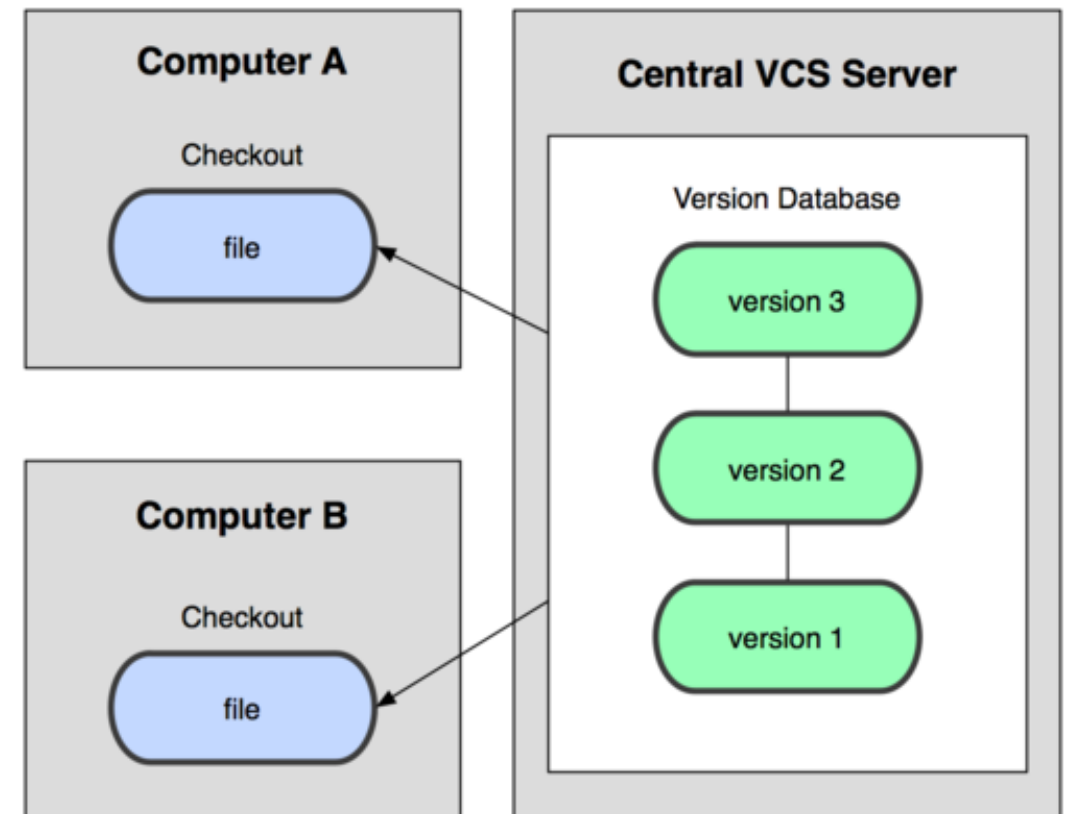 Computer A
Checkout
file
Computer B
Checkout
file
Central VCS Server
Version Database
version 3
version 2
version 1